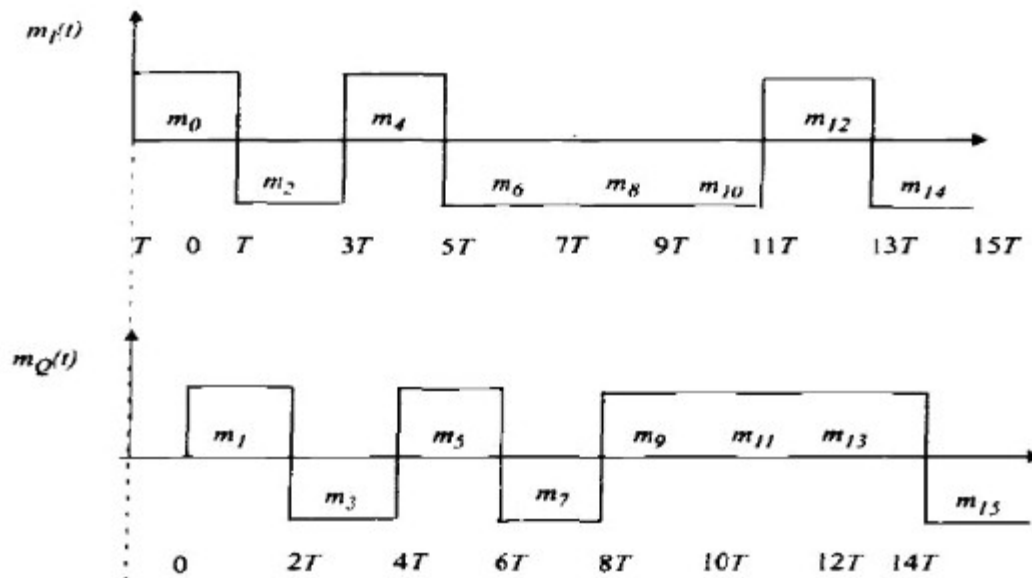 m_I(t)
m_0 m_4 m_12
m_2 m_6 m_8 m_10 m_14
T 0 T 3T 5T 7T 9T 11T 13T 15T
m_Q(t)
m_1 m_5 m_9 m_11 m_13
m_3 m_7 m_15
0 2T 4T 6T 8T 10T 12T 14T